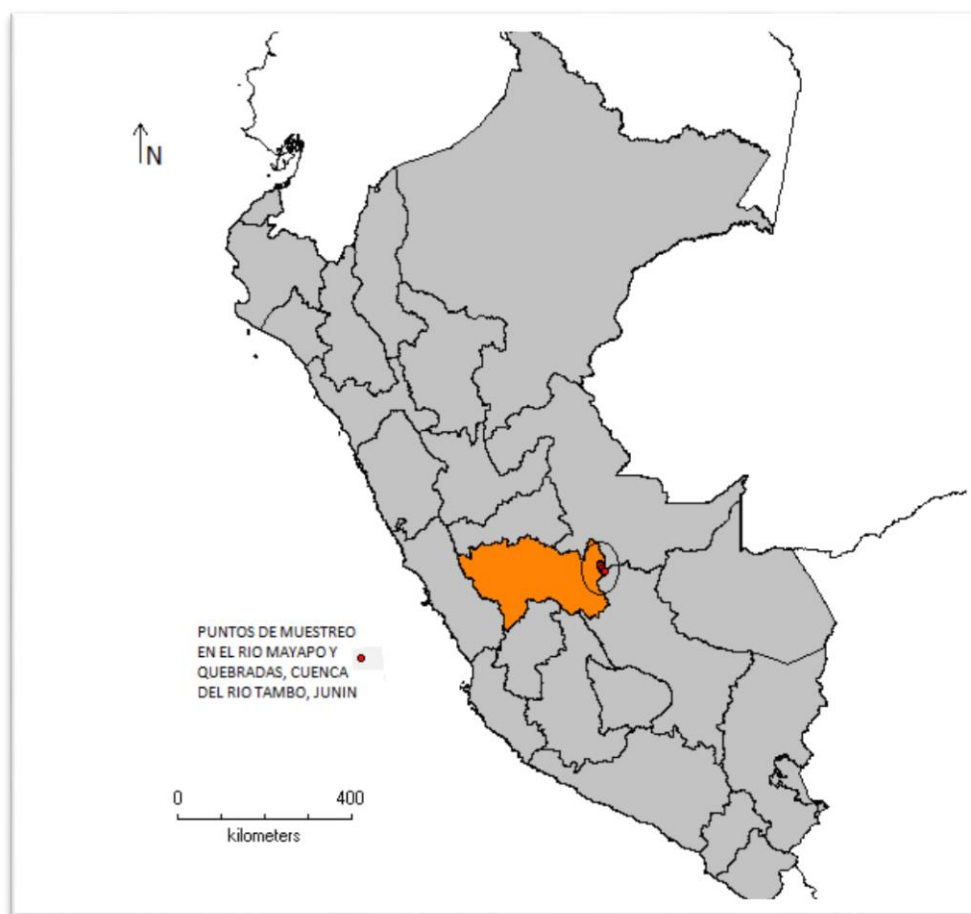 N
PUNTOS DE MUESTREO
EN EL RIO MAYAPO Y
QUEBRADAS, CUENCA
DEL RIO TAMBO, JUNIN
0 400
kilometers